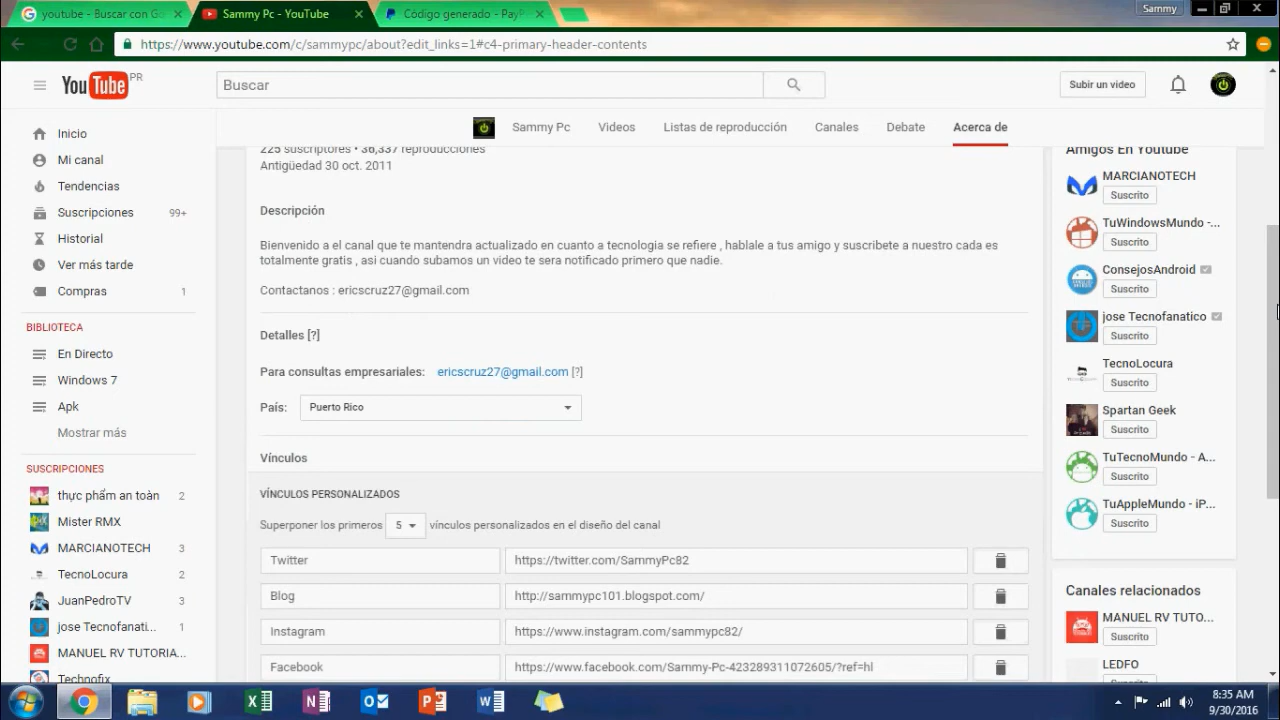 youtube - Buscar con Go
Sammy Pc - YouTube
Código generado - PayP
Sammy
https://www.youtube.com/c/sammypc/about?edit_links=1#c4-primary-header-contents
YouTube PR
Buscar
Subir un video
Sammy Pc
Videos
Listas de reproducción
Canales
Debate
Acerca de
Inicio
Mi canal
Tendencias
Suscripciones 99+
Historial
Ver más tarde
Compras 1
BIBLIOTECA
En Directo
Windows 7
Apk
Mostrar más
SUSCRIPCIONES
thực phẩm an toàn 2
Mister RMX
MARCIANOTECH 3
TecnoLocura 2
JuanPedroTV 3
jose Tecnofanati... 1
MANUEL RV TUTORIA...
Technofix
225 suscriptores • 36,337 reproducciones
Antigüedad 30 oct. 2011
Descripción
Bienvenido a el canal que te mantendra actualizado en cuanto a tecnologia se refiere , hablale a tus amigo y suscribete a nuestro cada es
totalmente gratis , asi cuando subamos un video te sera notificado primero que nadie.
Contactanos : ericscruz27@gmail.com
Detalles [?]
Para consultas empresariales: ericscruz27@gmail.com [?]
País: Puerto Rico
Vínculos
VÍNCULOS PERSONALIZADOS
Superponer los primeros 5 vínculos personalizados en el diseño del canal
Twitter https://twitter.com/SammyPc82
Blog http://sammypc101.blogspot.com/
Instagram https://www.instagram.com/sammypc82/
Facebook https://www.facebook.com/Sammy-Pc-423289311072605/?ref=hl
Amigos En Youtube
MARCIANOTECH
Suscrito
TuWindowsMundo -...
Suscrito
ConsejosAndroid
Suscrito
jose Tecnofanatico
Suscrito
TecnoLocura
Suscrito
Spartan Geek
Suscrito
TuTecnoMundo - A...
Suscrito
TuAppleMundo - iP...
Suscrito
Canales relacionados
MANUEL RV TUTO...
Suscrito
LEDFO
8:35 AM
9/30/2016